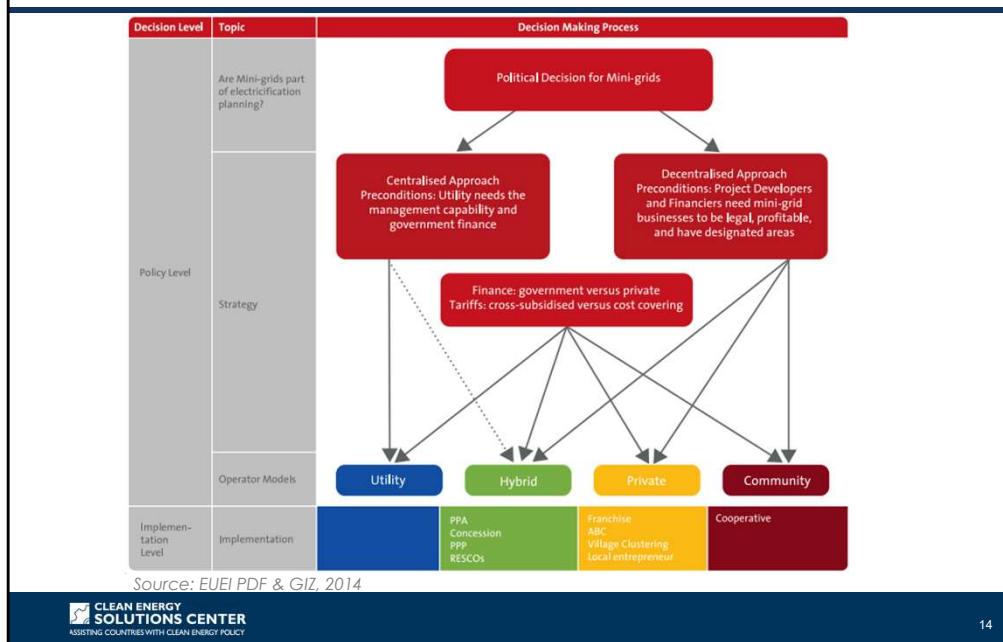 Decision Level
Topic
Decision Making Process
Are Mini-grids part
of electricification
planning?
Political Decision for Mini-grids
Centralised Approach
Preconditions: Utility needs the
management capability and
government finance
Decentralised Approach
Preconditions: Project Developers
and Financiers need mini-grid
businesses to be legal, profitable,
and have designated areas
Policy Level
Strategy
Finance: government versus private
Tariffs: cross-subsidised versus cost covering
Operator Models
Utility
Hybrid
Private
Community
Implemen-
tation
Level
Implementation
PPA
Concession
PPP
RESCOs
Franchise
ABC
Village Clustering
Local entrepreneur
Cooperative
Source: EUEI PDF & GIZ, 2014
CLEAN ENERGY
SOLUTIONS CENTER
ASSISTING COUNTRIES WITH CLEAN ENERGY POLICY
14